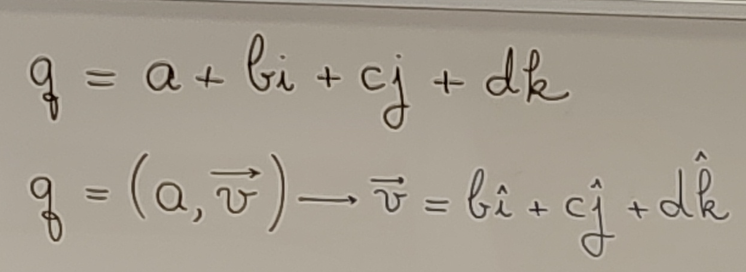 q = a + bi + cj + dk
q = (a, v⃗) — v⃗ = bî + cĵ + dk̂